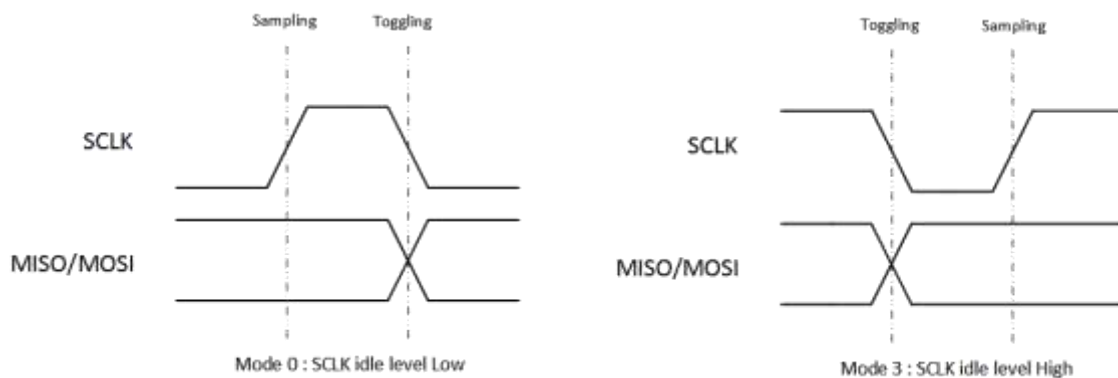 Sampling
Toggling
SCLK
MISO/MOSI
Mode 0 : SCLK idle level Low
Toggling
Sampling
SCLK
MISO/MOSI
Mode 3 : SCLK idle level High